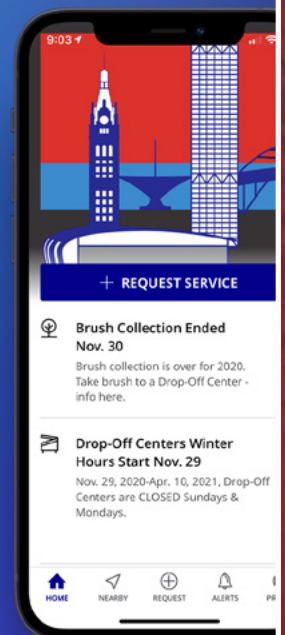 9:03
+ REQUEST SERVICE
Brush Collection Ended
Nov. 30
Brush collection is over for 2020.
Take brush to a Drop-Off Center -
info here.
Drop-Off Centers Winter
Hours Start Nov. 29
Nov. 29, 2020-Apr. 10, 2021, Drop-Off
Centers are CLOSED Sundays &
Mondays.
HOME NEARBY REQUEST ALERTS PR